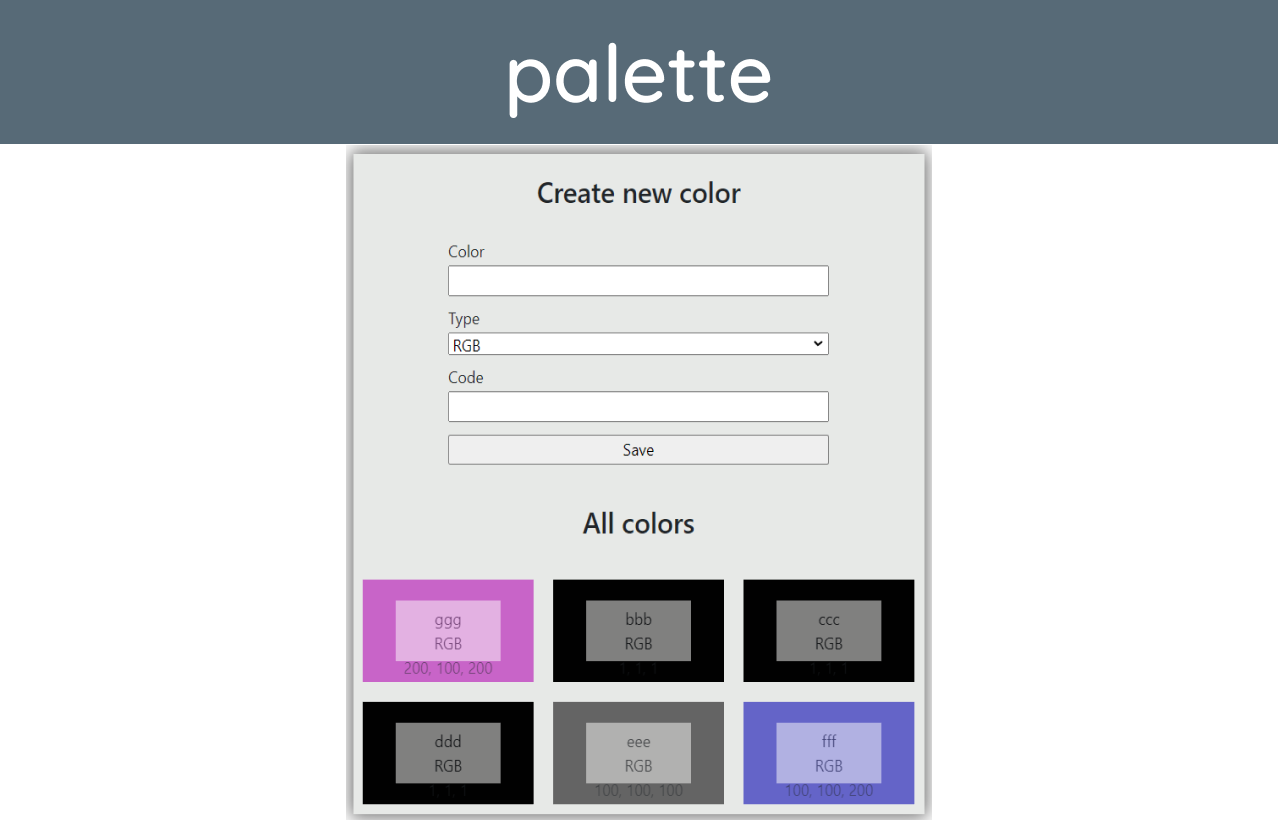 palette
Create new color
Color
Type
RGB
Code
Save
All colors
ggg
RGB
200, 100, 200
bbb
RGB
1, 1, 1
ccc
RGB
1, 1, 1
ddd
RGB
1, 1, 1
eee
RGB
100, 100, 100
fff
RGB
100, 100, 200